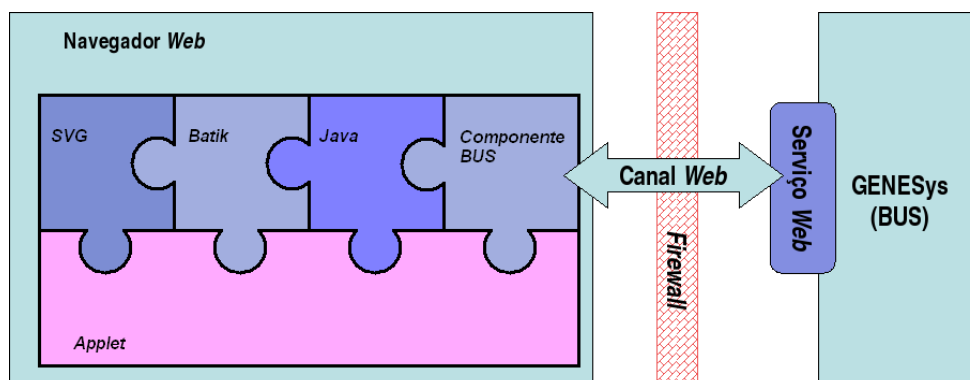 Navegador Web
SVG
Batik
Java
Componente
BUS
Applet
Canal Web
Firewall
Serviço Web
GENESys
(BUS)